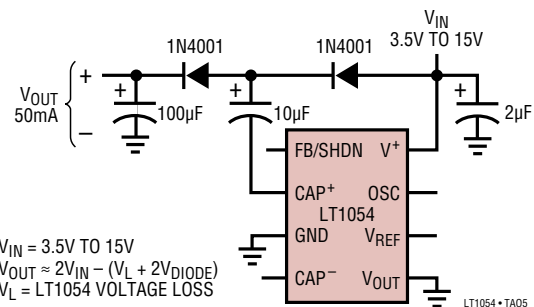 V_IN
3.5V TO 15V
1N4001
1N4001
V_OUT
50mA
+
–
+
100µF
+
10µF
+
2µF
FB/SHDN
V⁺
CAP⁺
OSC
LT1054
GND
V_REF
CAP⁻
V_OUT
V_IN = 3.5V TO 15V
V_OUT ≈ 2V_IN – (V_L + 2V_DIODE)
V_L = LT1054 VOLTAGE LOSS
LT1054 • TA05